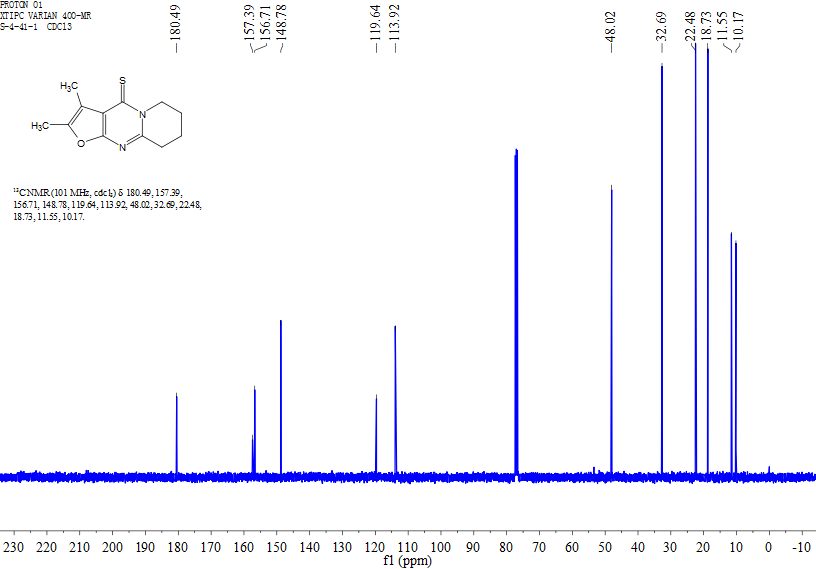 PROTON 01
XTIPC VARIAN 400-MR
S-4-41-1 CDCl3
180.49
157.39
156.71
148.78
119.64
113.92
48.02
32.69
22.48
18.73
11.55
10.17
S
H₃C
N
H₃C
O
N
¹³C NMR (101 MHz, cdcl₃) δ 180.49, 157.39,
156.71, 148.78, 119.64, 113.92, 48.02, 32.69, 22.48,
18.73, 11.55, 10.17.
230 220 210 200 190 180 170 160 150 140 130 120 110 100 90 80 70 60 50 40 30 20 10 0 -10
f1 (ppm)